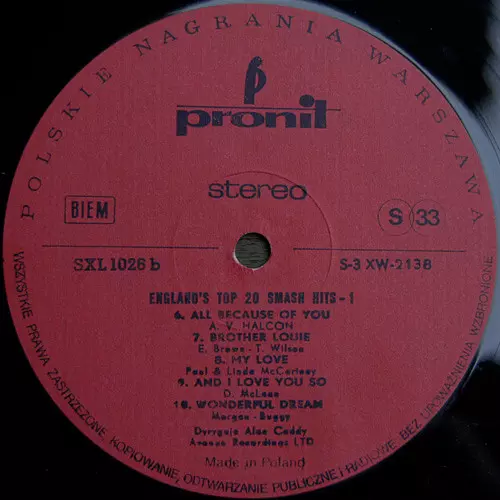 POLSKIE NAGRANIA WARSZAWA
pronit
stereo
BIEM
S 33
SXL 1026 b
S-3 XW-2138
ENGLAND'S TOP 20 SMASH HITS - 1
6. ALL BECAUSE OF YOU
A. V. HALCON
7. BROTHER LOUIE
E. Brown - T. Wilson
8. MY LOVE
Paul & Linda McCartney
9. AND I LOVE YOU SO
D. McLean
10. WONDERFUL DREAM
Morgan - Buggy
Dyryguje Alan Caddy
Avenue Recordings LTD
Made in Poland
WSZYSTKIE PRAWA ZASTRZEŻONE KOPIOWANIE, ODTWARZANIE PUBLICZNE I RADIOWE BEZ UPOWAŻNIENIA WZBRONIONE